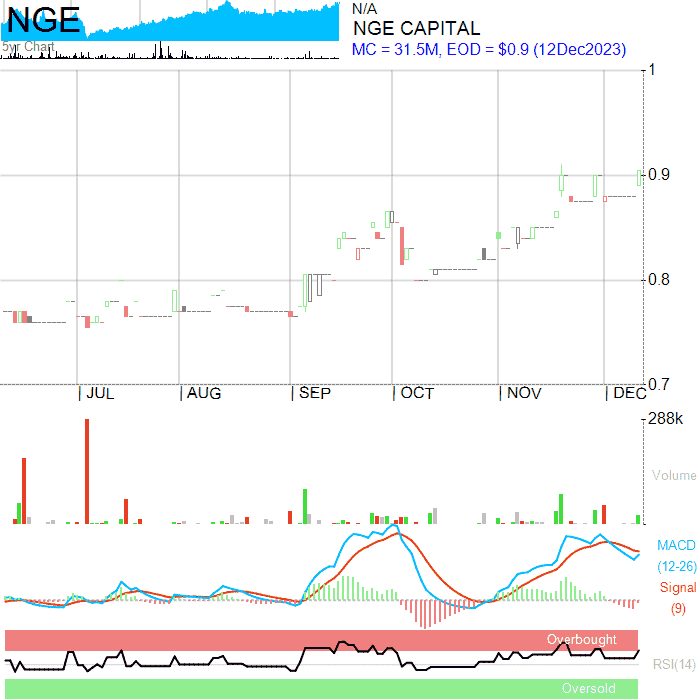 NGE
5yr Chart
N/A
NGE CAPITAL
MC = 31.5M, EOD = $0.9 (12Dec2023)
1
0.9
0.8
0.7
JUL
AUG
SEP
OCT
NOV
DEC
288k
Volume
MACD
(12-26)
Signal
(9)
Overbought
RSI(14)
Oversold